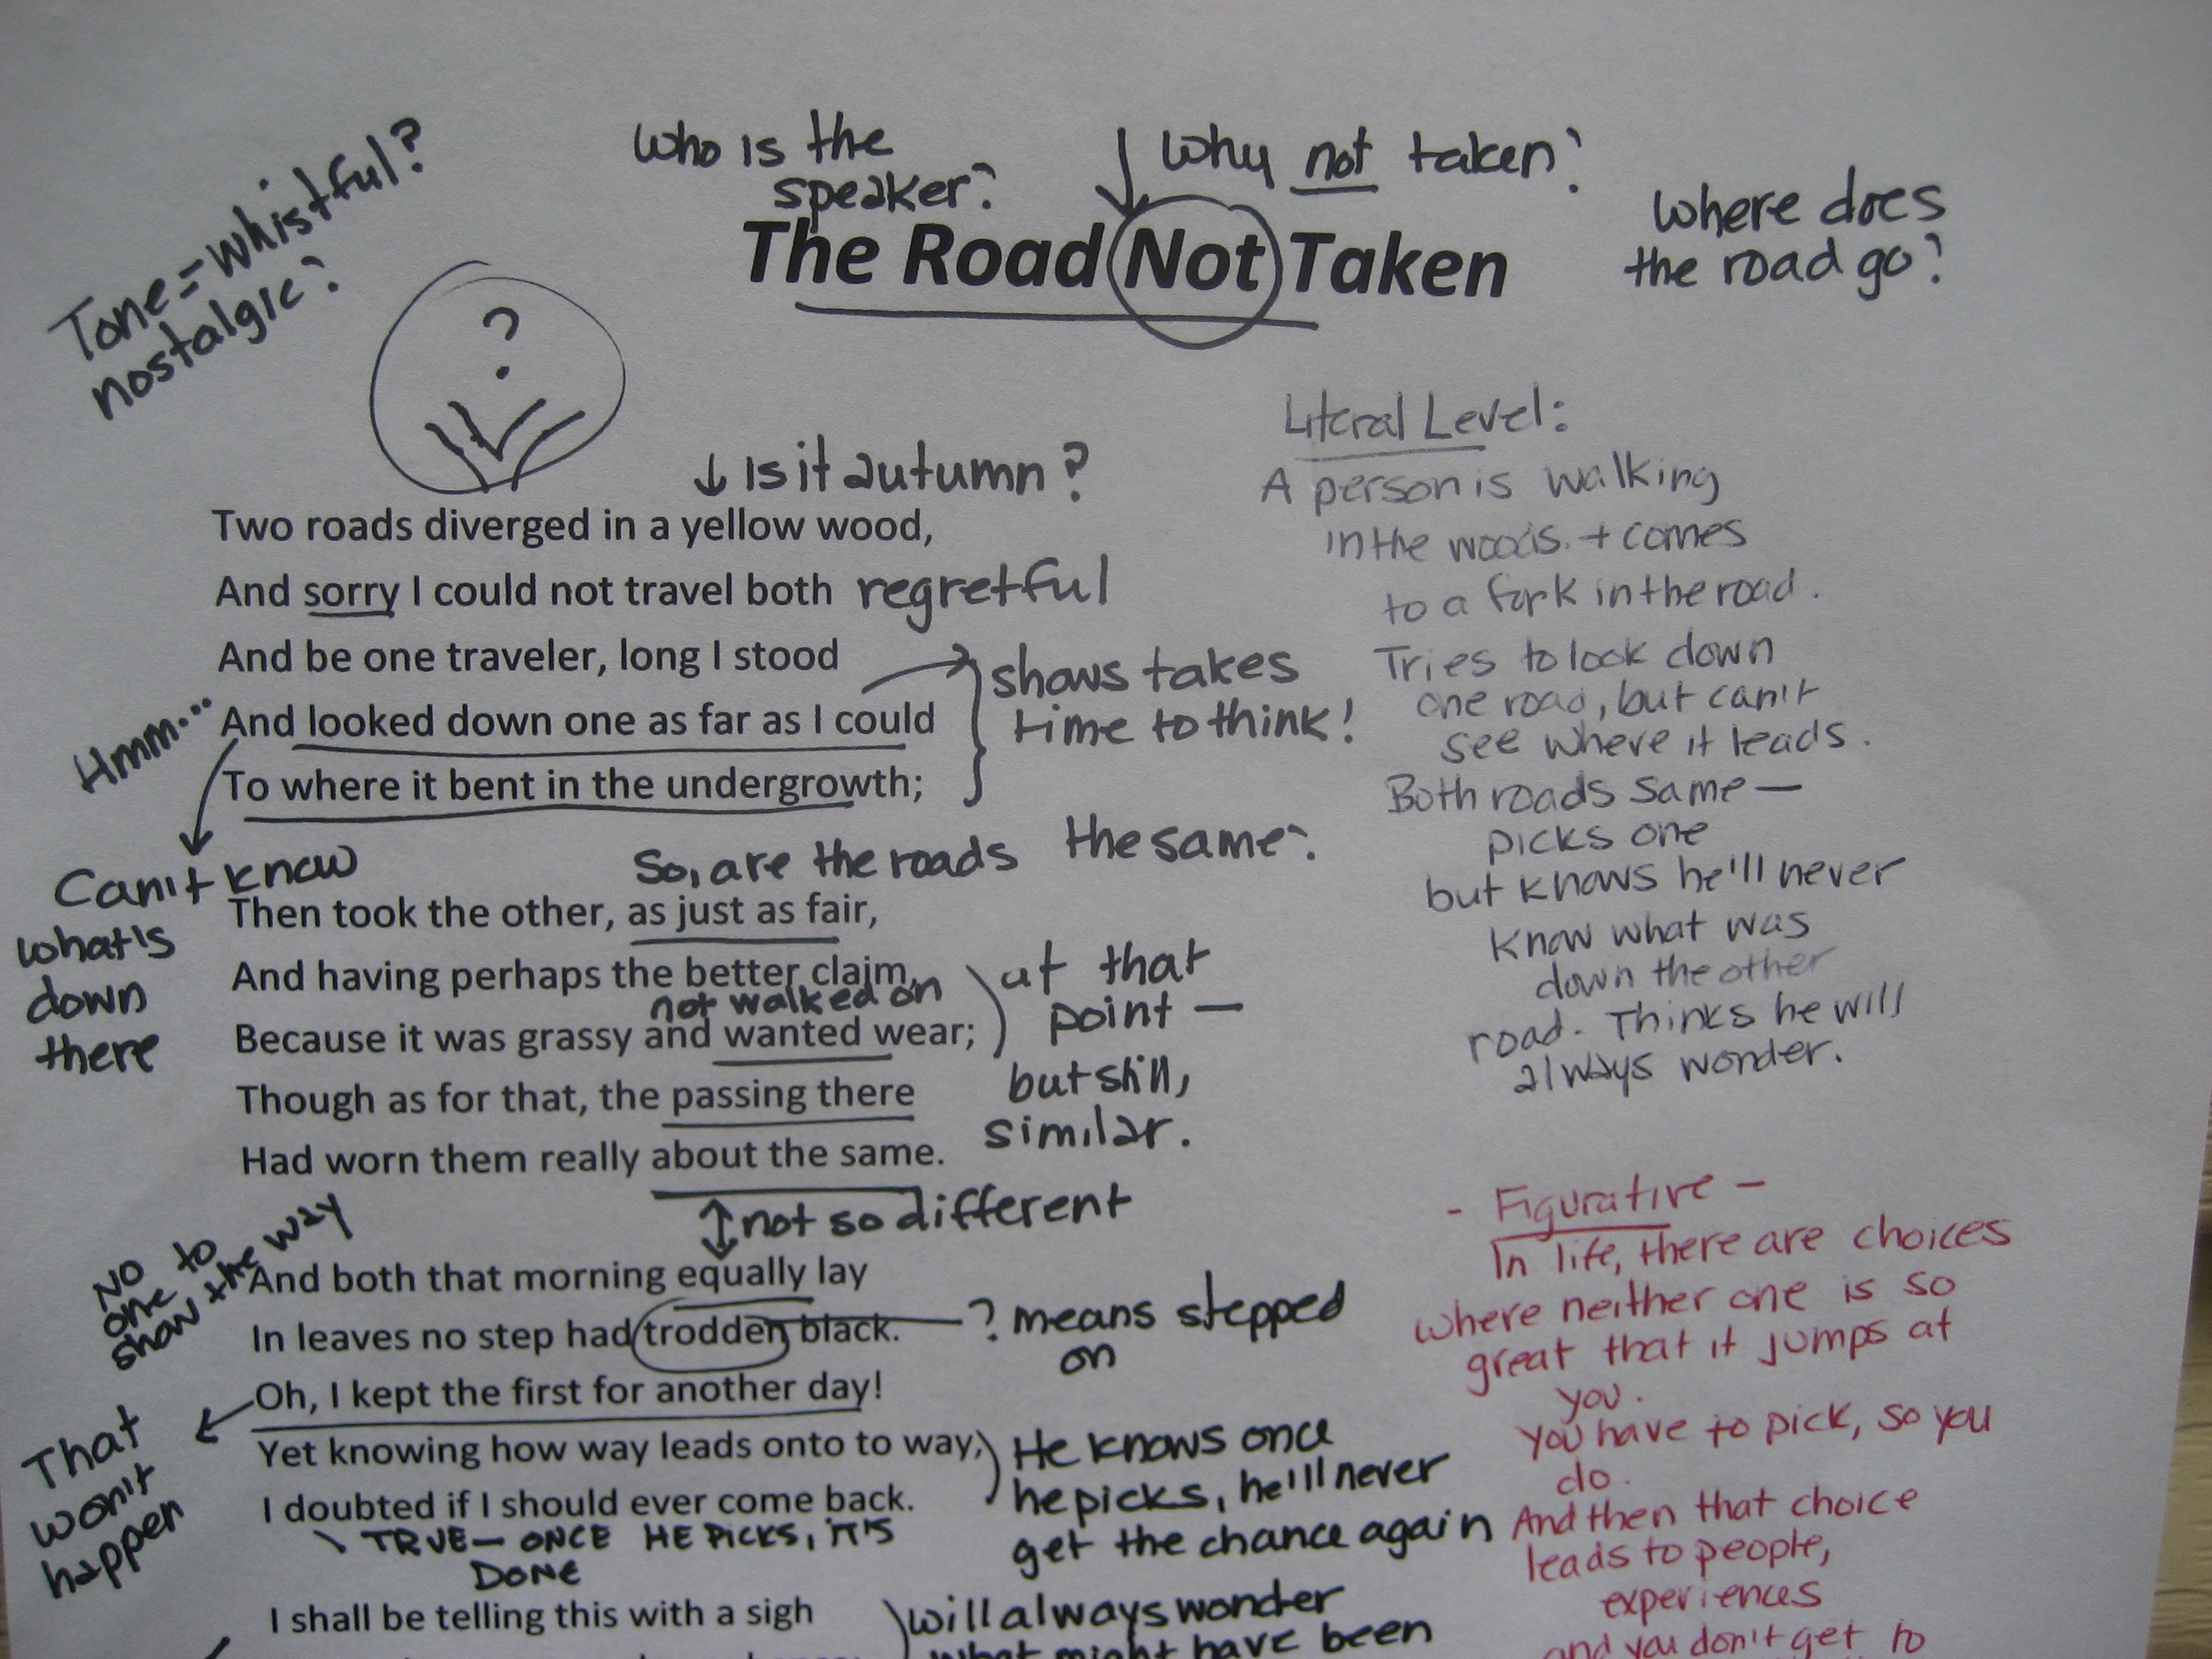 Tone = whistful?
nostalgic?
who is the
speaker?
Why not taken?
Where does
the road go?
The Road Not Taken
?
↓ Is it autumn?
Two roads diverged in a yellow wood,
And sorry I could not travel both
regretful
And be one traveler, long I stood
And looked down one as far as I could
To where it bent in the undergrowth;
shows takes
time to think!
Hmm...
Can't know
what's
down
there
So, are the roads the same?
Then took the other, as just as fair,
And having perhaps the better claim,
not walked on
Because it was grassy and wanted wear;
Though as for that, the passing there
Had worn them really about the same.
at that
point —
but still,
similar.
not so different
No
one to
show the way
And both that morning equally lay
In leaves no step had trodden black.
? means stepped
on
Oh, I kept the first for another day!
That
won't
happen
Yet knowing how way leads onto to way,
I doubted if I should ever come back.
He knows once
he picks, he'll never
get the chance again
TRUE — ONCE HE PICKS, IT'S
DONE
I shall be telling this with a sigh
will always wonder
what might have been
Literal Level:
A person is walking
in the woods. + comes
to a fork in the road.
Tries to look down
one road, but can't
see where it leads.
Both roads same —
picks one
but knows he'll never
know what was
down the other
road. Thinks he will
always wonder.
- Figurative -
In life, there are choices
where neither one is so
great that it jumps at
you.
You have to pick, so you
do.
And then that choice
leads to people,
experiences
and you don't get to